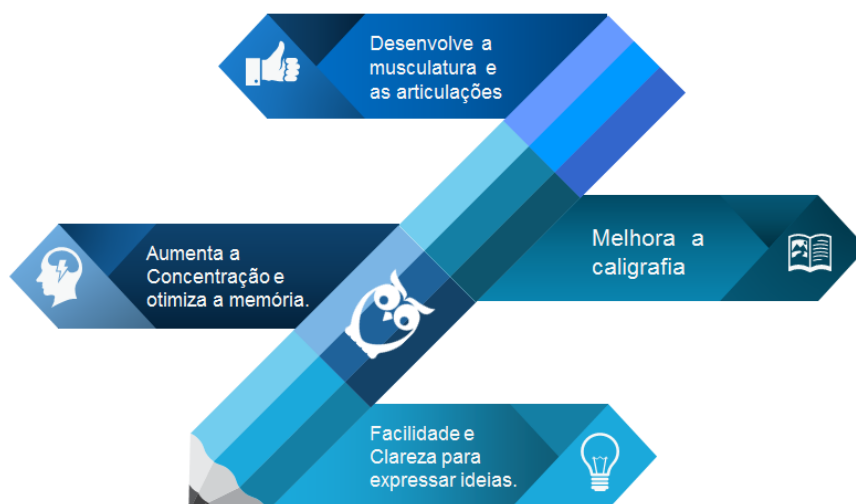 Desenvolve a
musculatura e
as articulações
Melhora a
caligrafia
Aumenta a
Concentração e
otimiza a memória.
Facilidade e
Clareza para
expressar ideias.